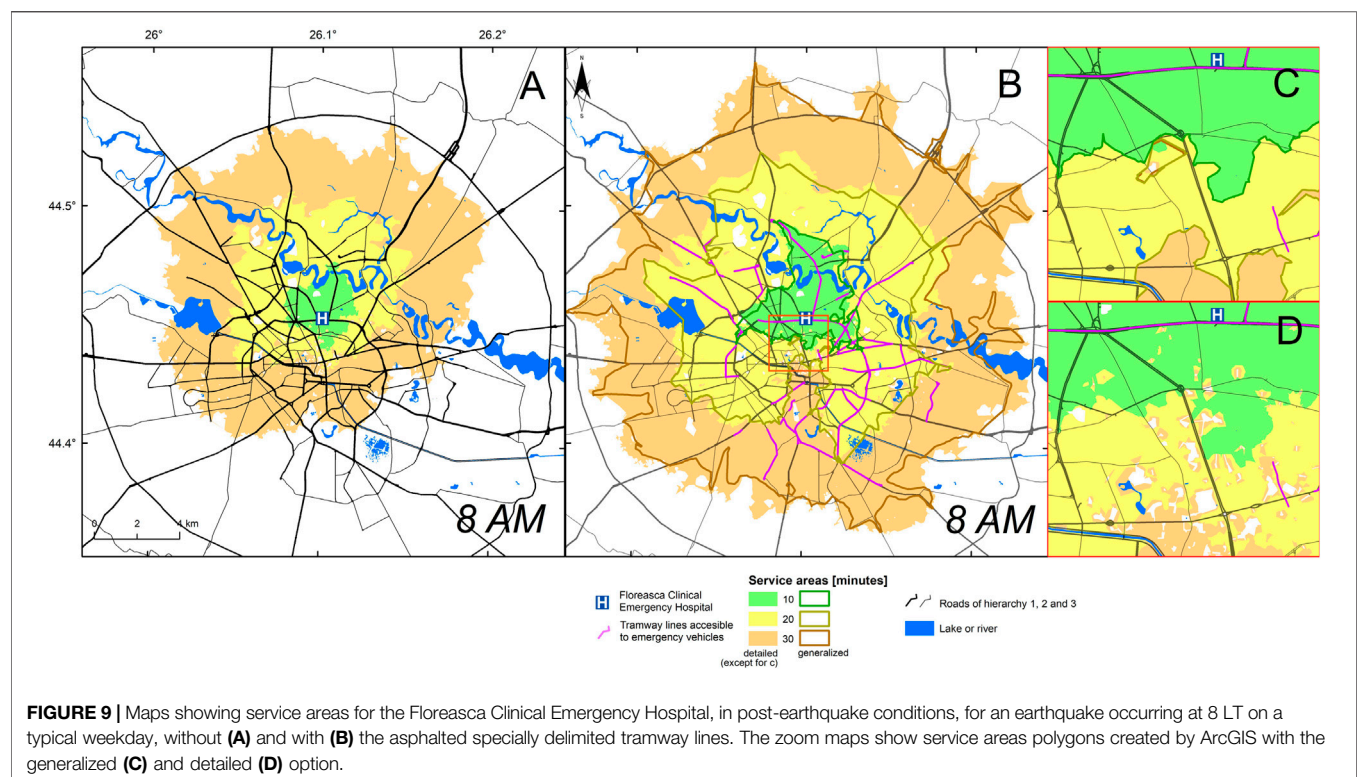 26°
26.1°
26.2°
44.5°
44.4°
A
H
0 2 4 km
8 AM
N
S
B
H
8 AM
C
H
D
H
H Floreasca Clinical
Emergency Hospital
Tramway lines accesible
to emergency vehicles
Service areas [minutes]
10
20
30
detailed
(except for c)
generalized
Roads of hierarchy 1, 2 and 3
Lake or river
FIGURE 9 | Maps showing service areas for the Floreasca Clinical Emergency Hospital, in post-earthquake conditions, for an earthquake occurring at 8 LT on a
typical weekday, without (A) and with (B) the asphalted specially delimited tramway lines. The zoom maps show service areas polygons created by ArcGIS with the
generalized (C) and detailed (D) option.